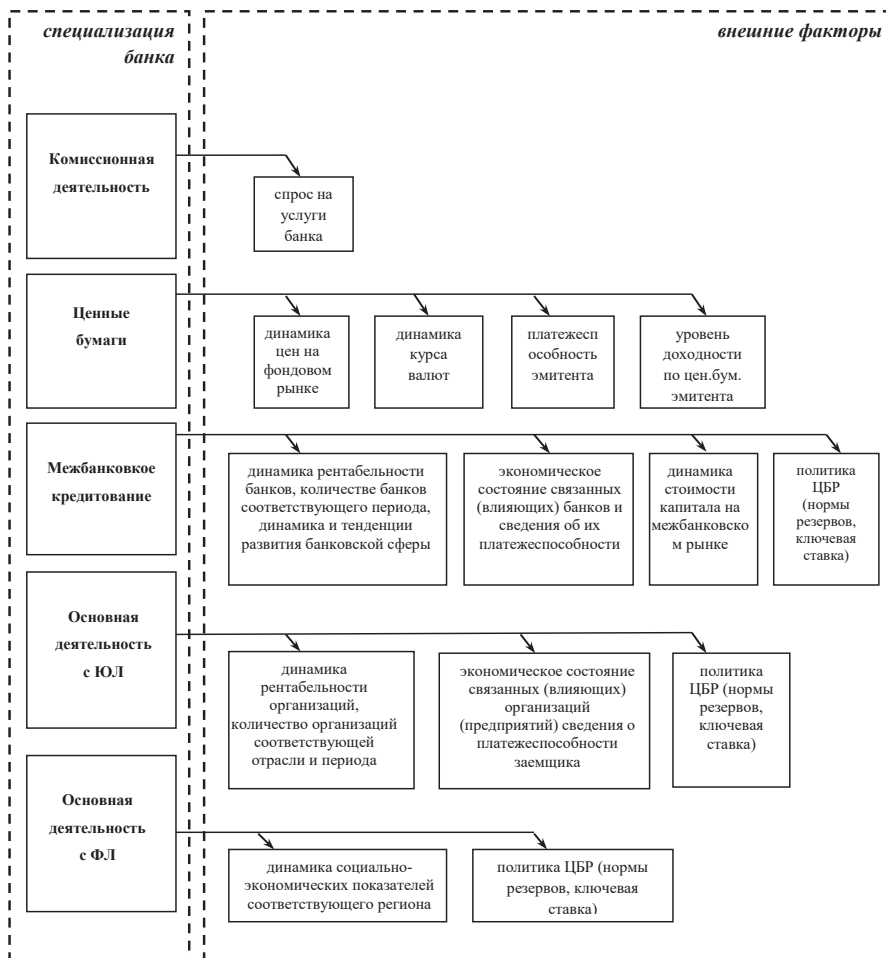 специализация
банка
внешние факторы
Комиссионная
деятельность
спрос на
услуги
банка
Ценные
бумаги
динамика
цен на
фондовом
рынке
динамика
курса
валют
платежесп
особность
эмитента
уровень
доходности
по цен.бум.
эмитента
Межбанковкое
кредитование
динамика рентабельности
банков, количестве банков
соответствующего периода,
динамика и тенденции
развития банковской сферы
экономическое
состояние связанных
(влияющих) банков и
сведения об их
платежеспособности
динамика
стоимости
капитала на
межбанковско
м рынке
политика
ЦБР
(нормы
резервов,
ключевая
ставка)
Основная
деятельность
с ЮЛ
динамика
рентабельности
организаций,
количество организаций
соответствующей
отрасли и периода
экономическое состояние
связанных (влияющих)
организаций
(предприятий) сведения о
платежеспособности
заемщика
политика
ЦБР (нормы
резервов,
ключевая
ставка)
Основная
деятельность
с ФЛ
динамика социально-
экономических показателей
соответствующего региона
политика ЦБР (нормы
резервов, ключевая
ставка)